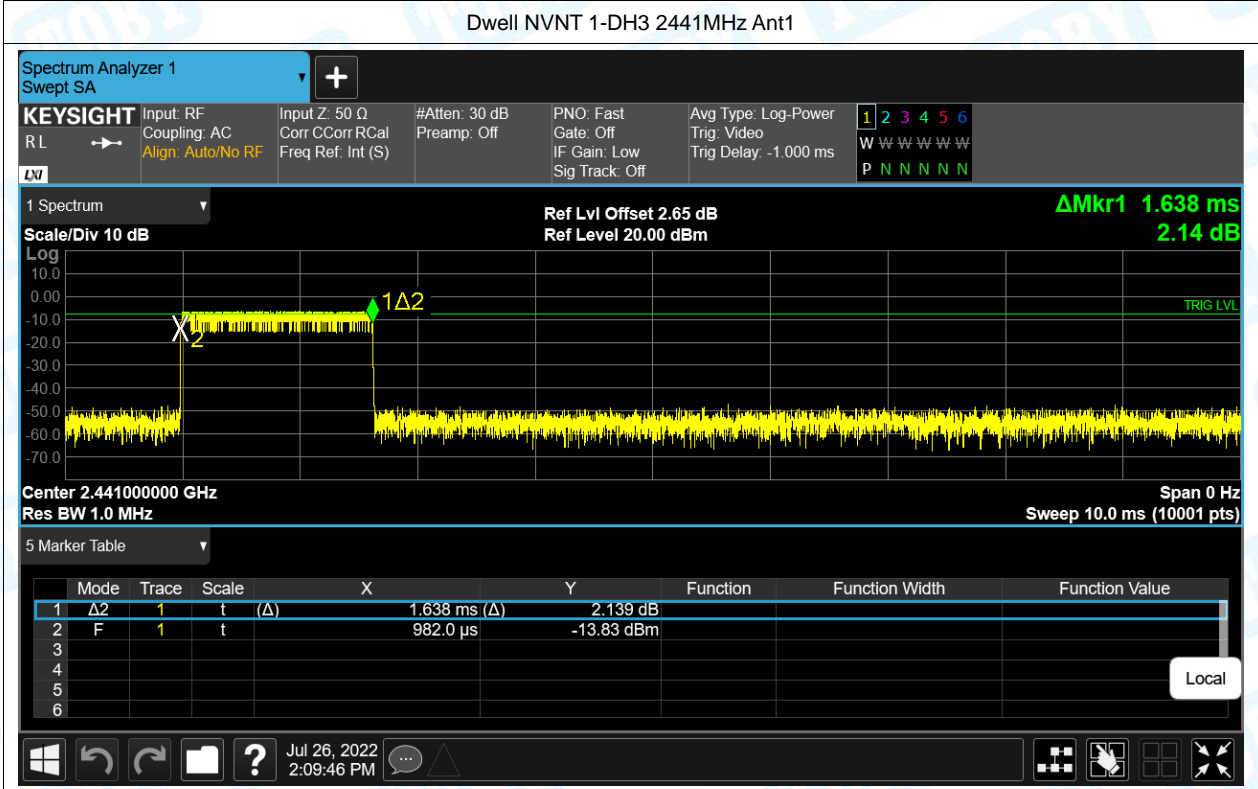 Dwell NVNT 1-DH3 2441MHz Ant1
Spectrum Analyzer 1
Swept SA
KEYSIGHT
RL
LXI
Input: RF
Coupling: AC
Align: Auto/No RF
Input Z: 50 Ω
Corr CCorr RCal
Freq Ref: Int (S)
#Atten: 30 dB
Preamp: Off
PNO: Fast
Gate: Off
IF Gain: Low
Sig Track: Off
Avg Type: Log-Power
Trig: Video
Trig Delay: -1.000 ms
1 2 3 4 5 6
W W W W W W
P N N N N N
1 Spectrum
Scale/Div 10 dB
Ref Lvl Offset 2.65 dB
Ref Level 20.00 dBm
ΔMkr1 1.638 ms
2.14 dB
Log
10.0
0.00
-10.0
-20.0
-30.0
-40.0
-50.0
-60.0
-70.0
1Δ2
2
TRIG LVL
Center 2.441000000 GHz
Span 0 Hz
Res BW 1.0 MHz
Sweep 10.0 ms (10001 pts)
5 Marker Table
Mode Trace Scale X Y Function Function Width Function Value
1 Δ2 1 t (Δ) 1.638 ms (Δ) 2.139 dB
2 F 1 t 982.0 µs -13.83 dBm
3
4
5
6
Local
?
Jul 26, 2022
2:09:46 PM